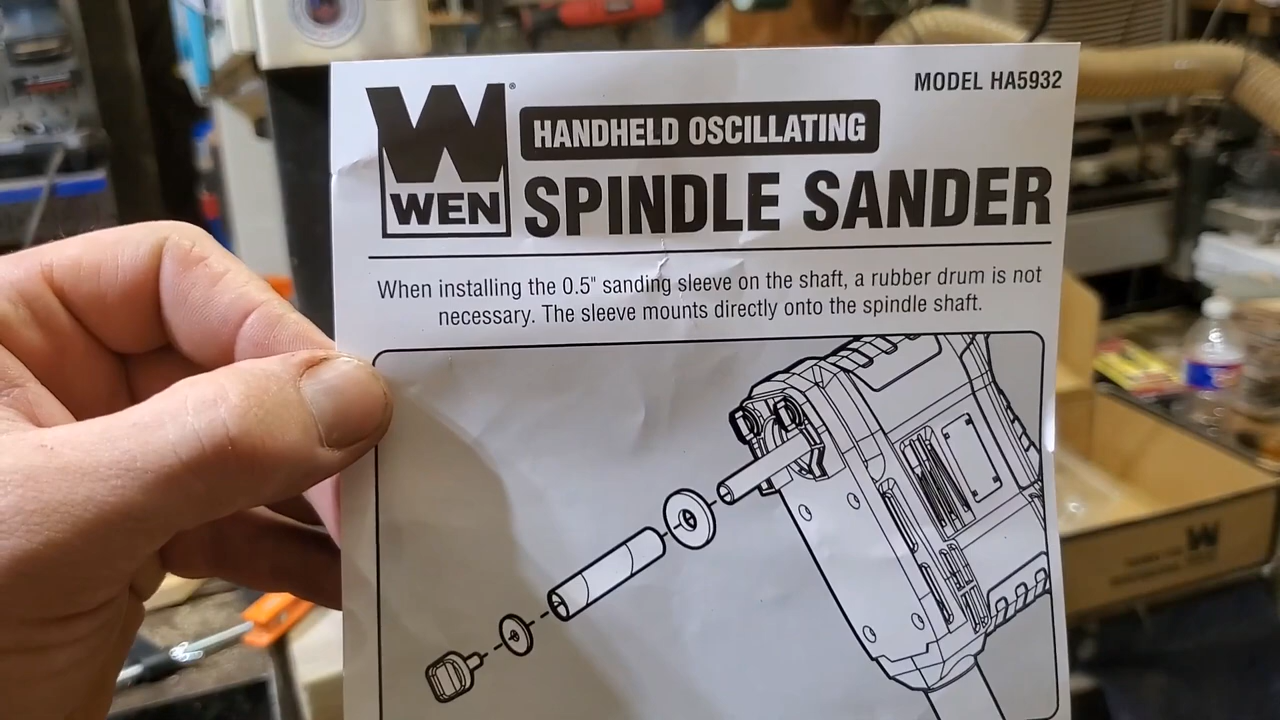 MODEL HA5932
WEN®
HANDHELD OSCILLATING
SPINDLE SANDER
When installing the 0.5" sanding sleeve on the shaft, a rubber drum is not
necessary. The sleeve mounts directly onto the spindle shaft.